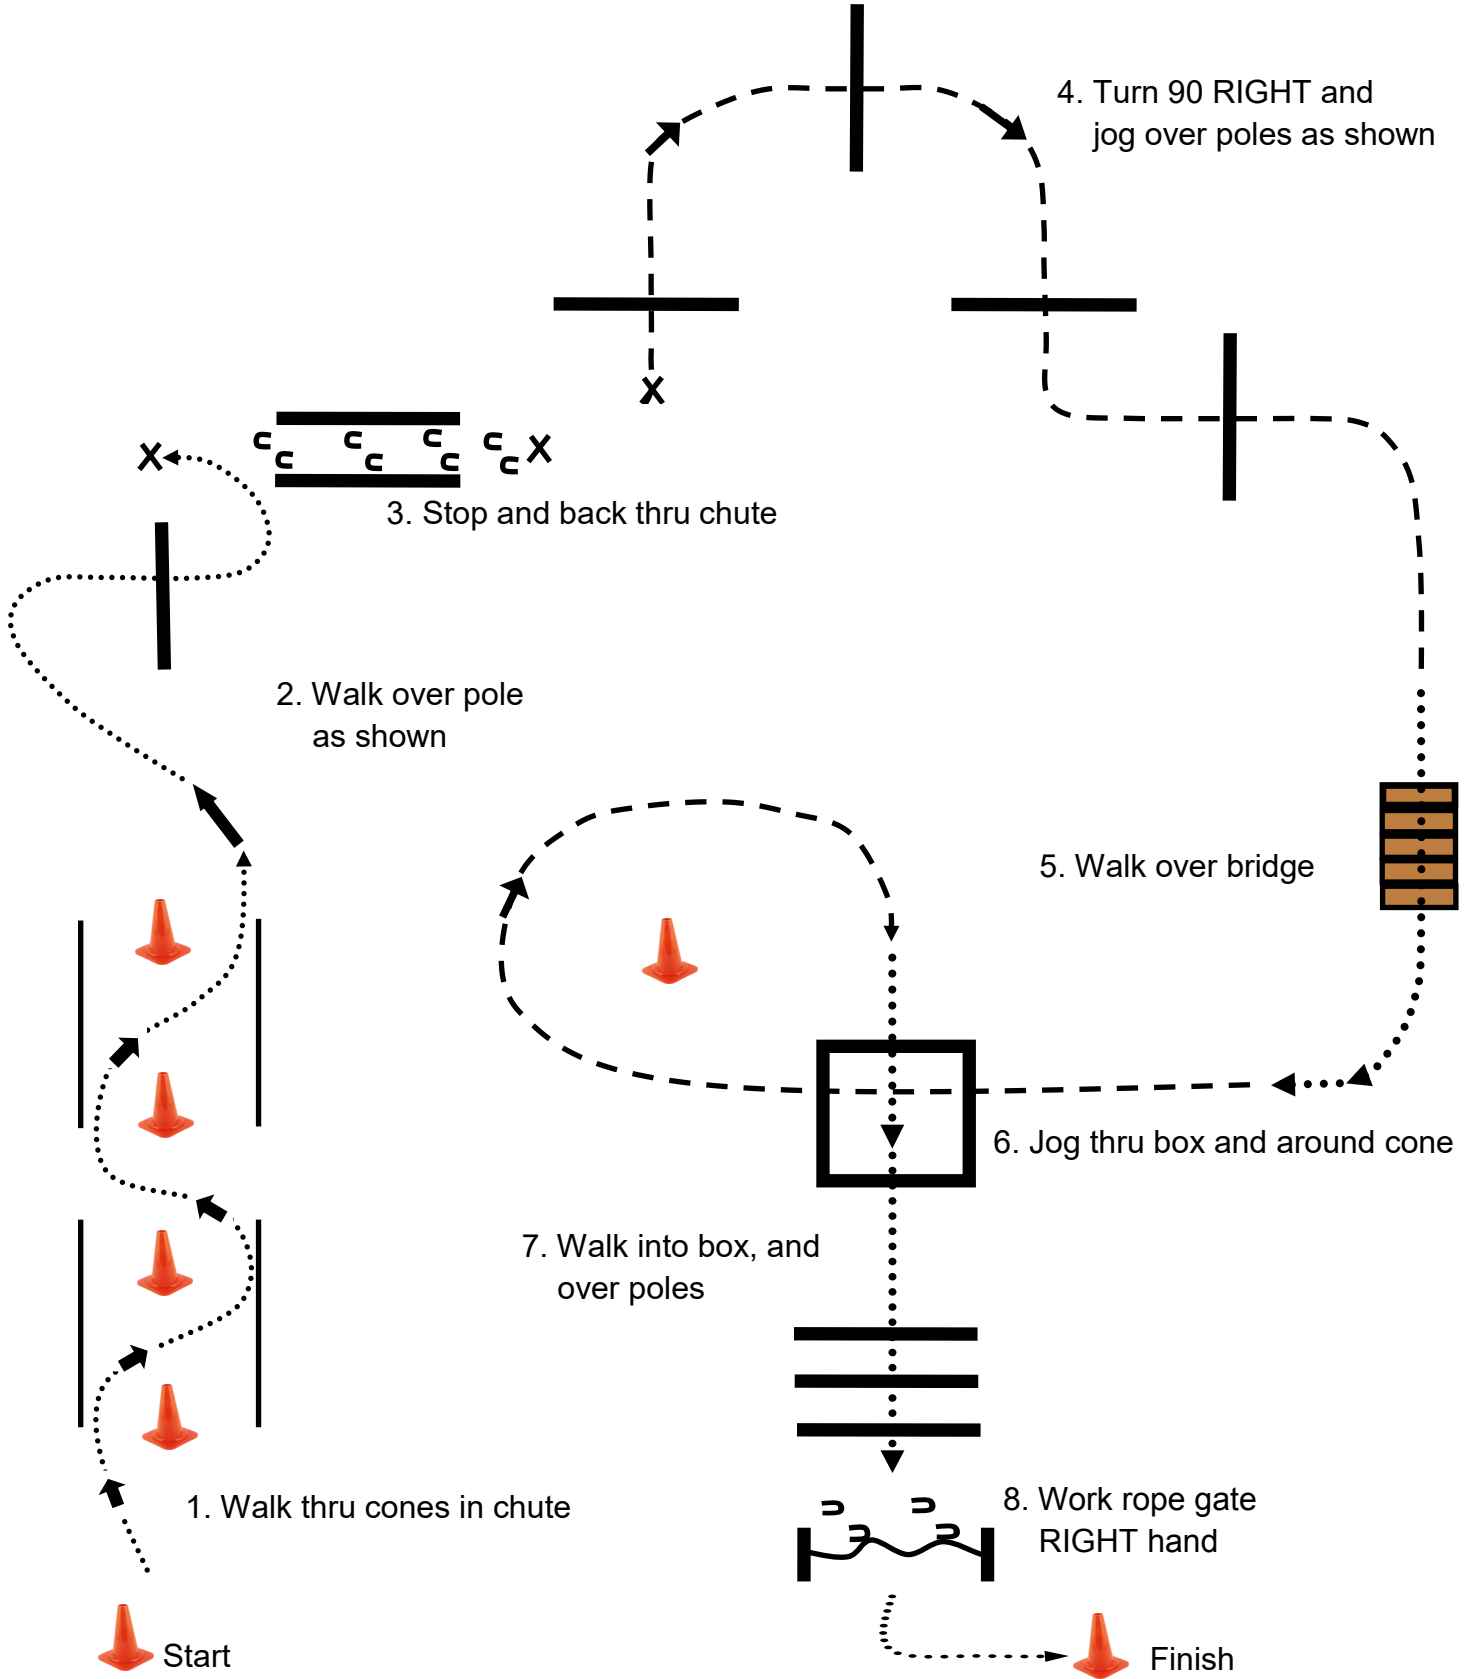 4. Turn 90 RIGHT and
jog over poles as shown
X
X
X
3. Stop and back thru chute
2. Walk over pole
as shown
5. Walk over bridge
6. Jog thru box and around cone
7. Walk into box, and
over poles
1. Walk thru cones in chute
8. Work rope gate
RIGHT hand
Start
Finish